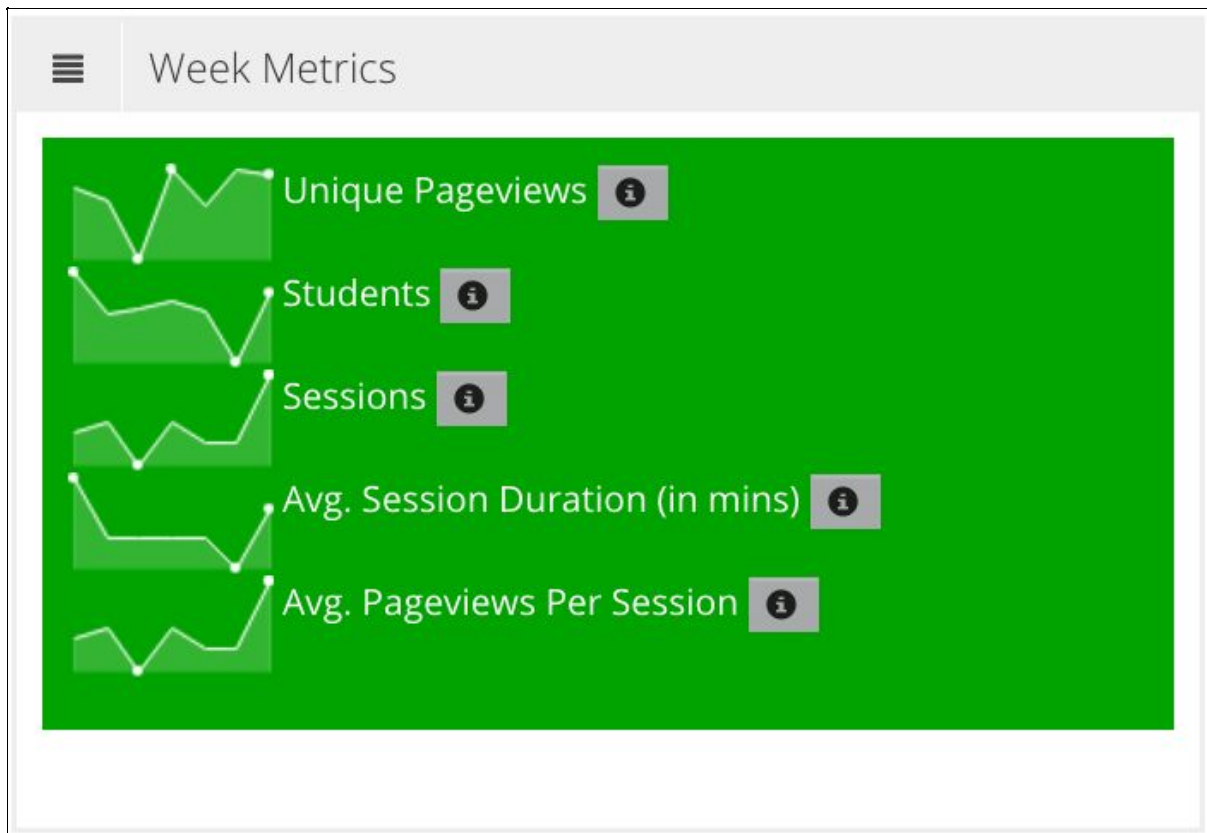 Week Metrics
Unique Pageviews
Students
Sessions
Avg. Session Duration (in mins)
Avg. Pageviews Per Session